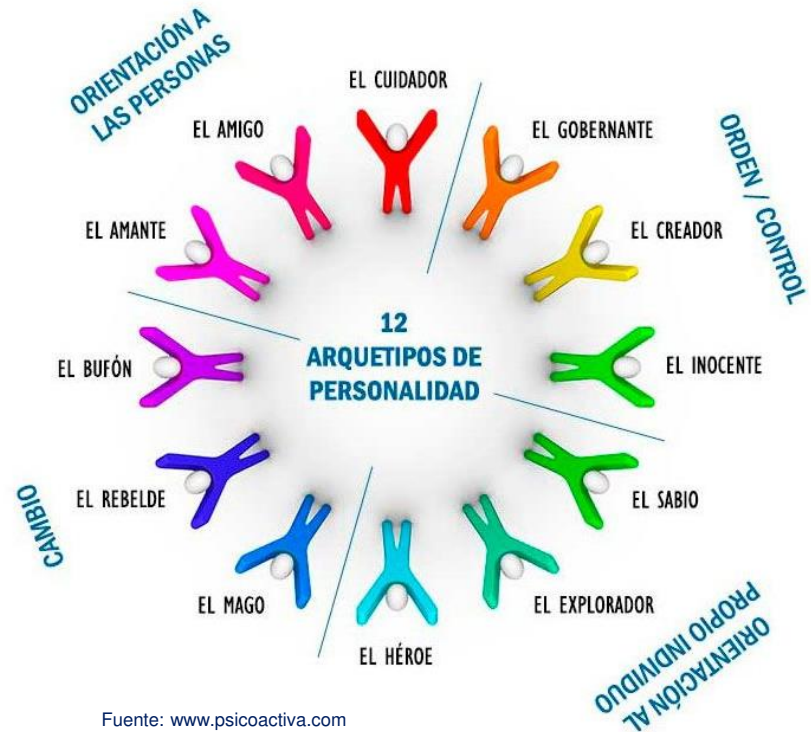 ORIENTACIÓN A
LAS PERSONAS
EL CUIDADOR
EL AMIGO
EL GOBERNANTE
ORDEN / CONTROL
EL AMANTE
EL CREADOR
12
ARQUETIPOS DE
PERSONALIDAD
EL BUFÓN
EL INOCENTE
EL REBELDE
EL SABIO
CAMBIO
EL MAGO
EL EXPLORADOR
EL HÉROE
ORIENTACIÓN AL
PROPIO INDIVIDUO
Fuente: www.psicoactiva.com